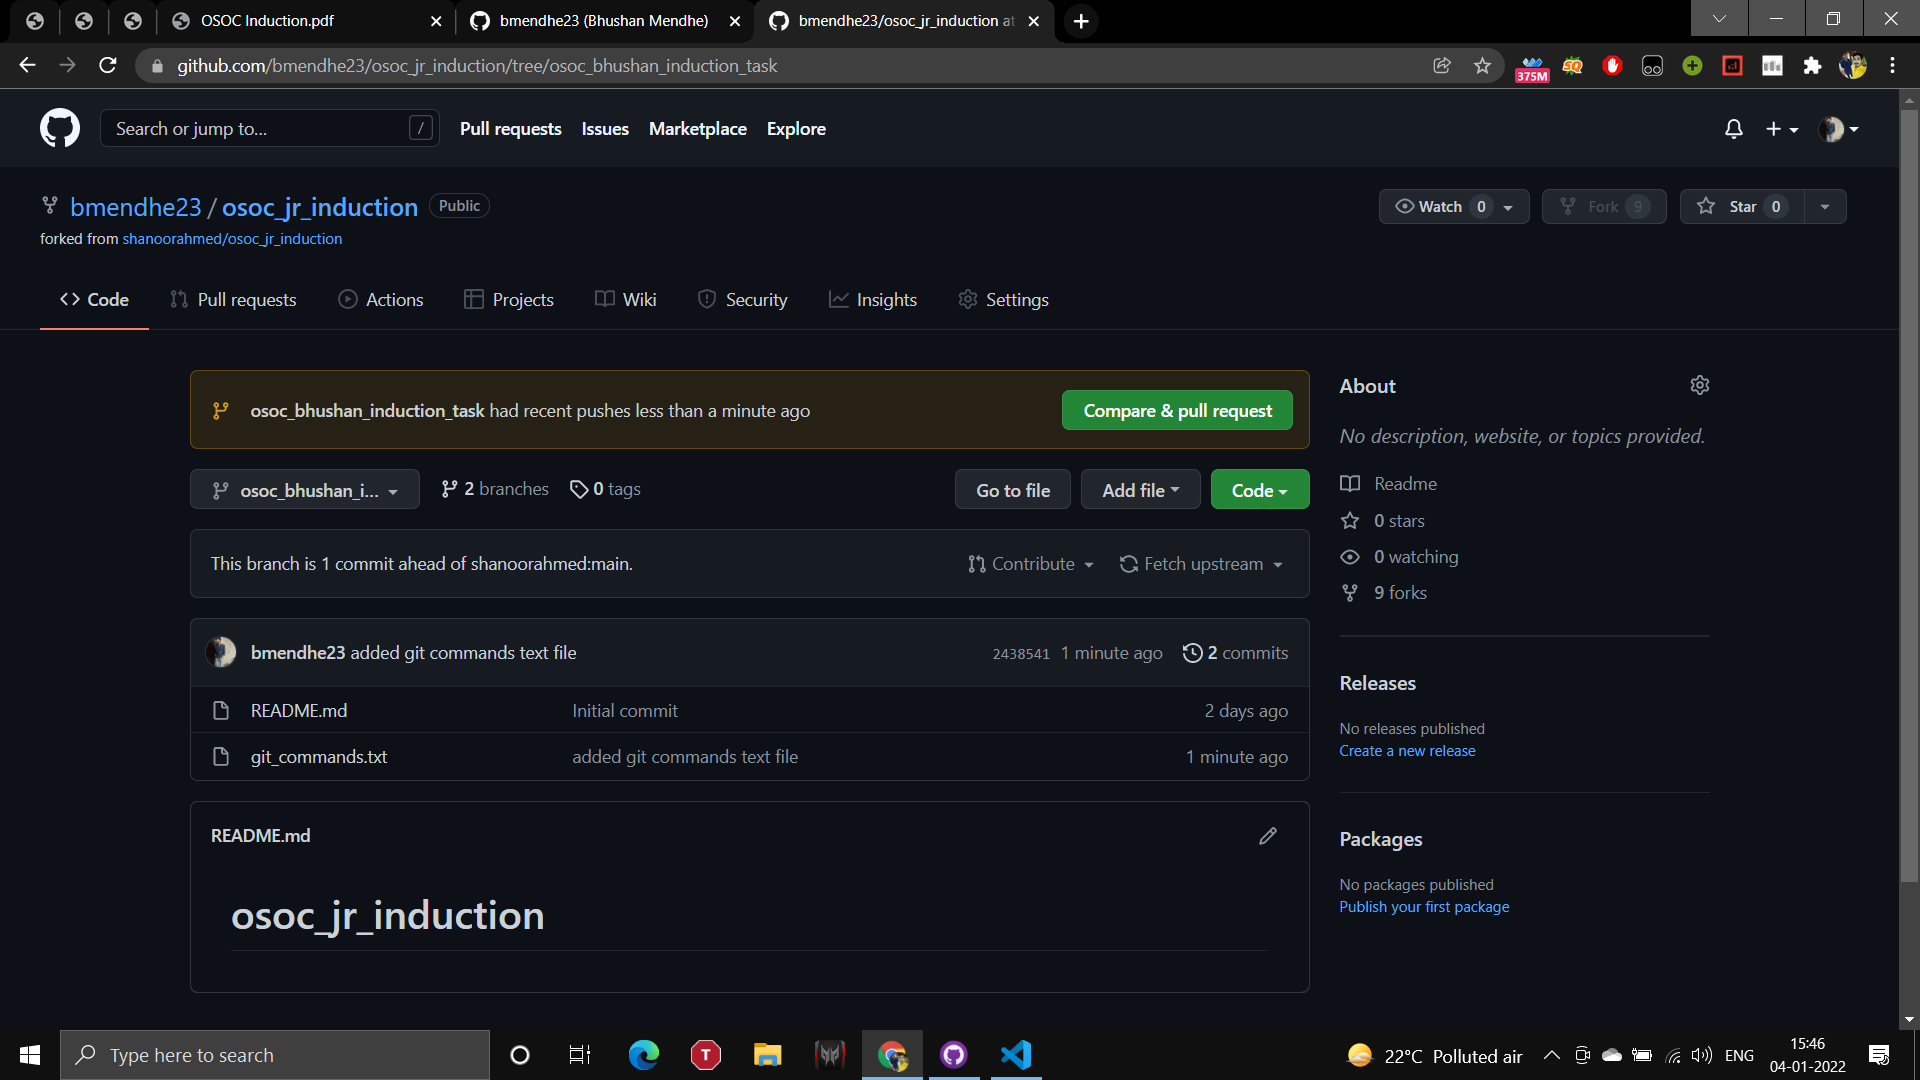 OSOC Induction.pdf
bmendhe23 (Bhushan Mendhe)
bmendhe23/osoc_jr_induction at
github.com/bmendhe23/osoc_jr_induction/tree/osoc_bhushan_induction_task
375M
SQ
Search or jump to...
/
Pull requests
Issues
Marketplace
Explore
bmendhe23 / osoc_jr_induction
Public
Watch 0
Fork 9
Star 0
forked from shanoorahmed/osoc_jr_induction
Code
Pull requests
Actions
Projects
Wiki
Security
Insights
Settings
osoc_bhushan_induction_task had recent pushes less than a minute ago
Compare & pull request
osoc_bhushan_i...
2 branches
0 tags
Go to file
Add file
Code
This branch is 1 commit ahead of shanoorahmed:main.
Contribute
Fetch upstream
bmendhe23 added git commands text file
2438541 1 minute ago
2 commits
README.md
Initial commit
2 days ago
git_commands.txt
added git commands text file
1 minute ago
README.md
osoc_jr_induction
About
No description, website, or topics provided.
Readme
0 stars
0 watching
9 forks
Releases
No releases published
Create a new release
Packages
No packages published
Publish your first package
Type here to search
T
22°C Polluted air
ENG
15:46
04-01-2022